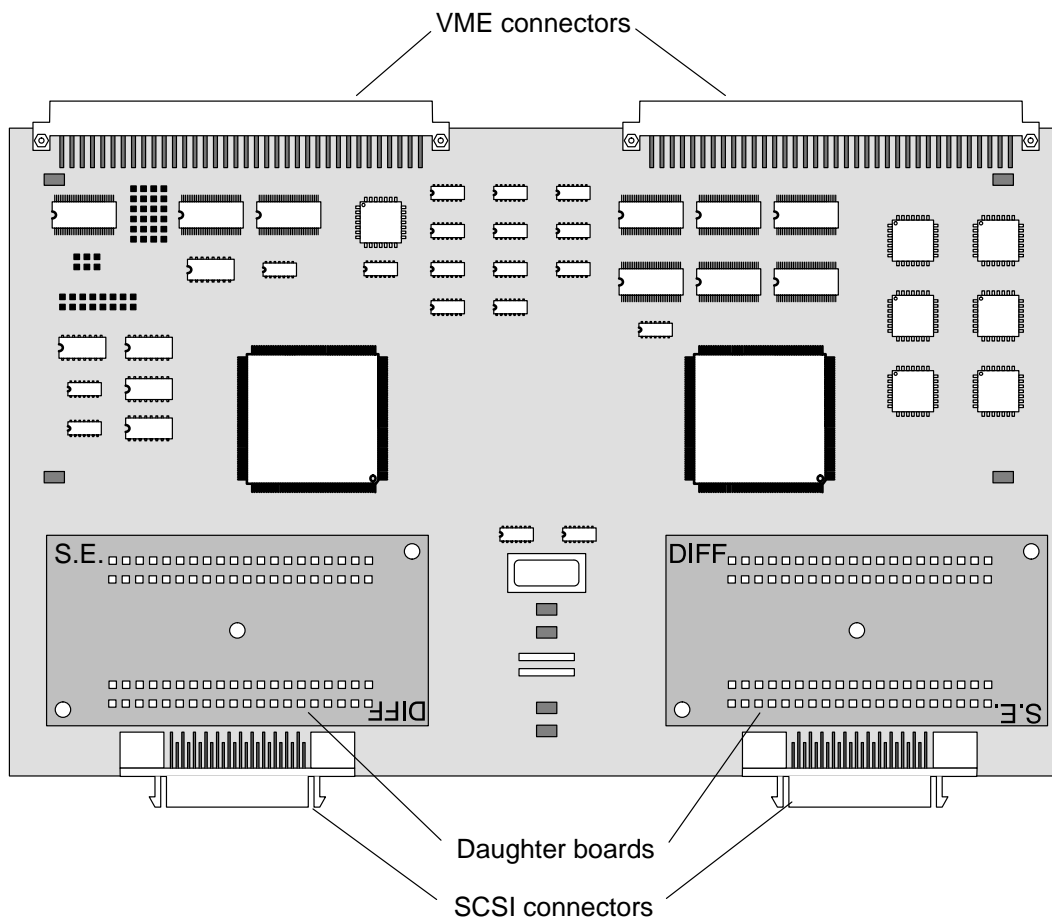 VME connectors
S.E.
DIFF
DIFF
S.E.
Daughter boards
SCSI connectors